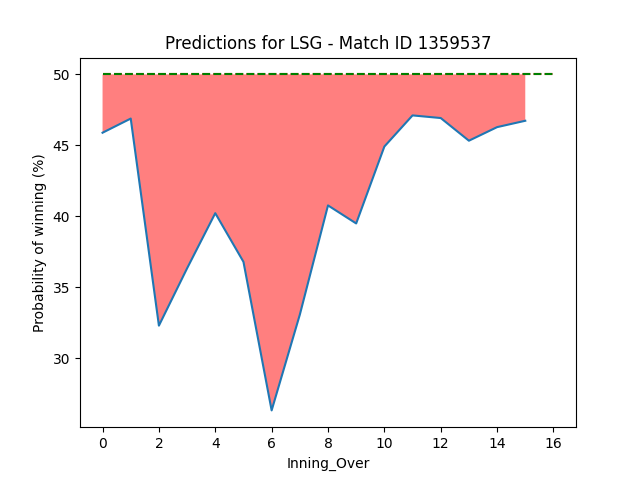 Predictions for LSG - Match ID 1359537
50
45
40
35
30
Probability of winning (%)
0 2 4 6 8 10 12 14 16
Inning_Over